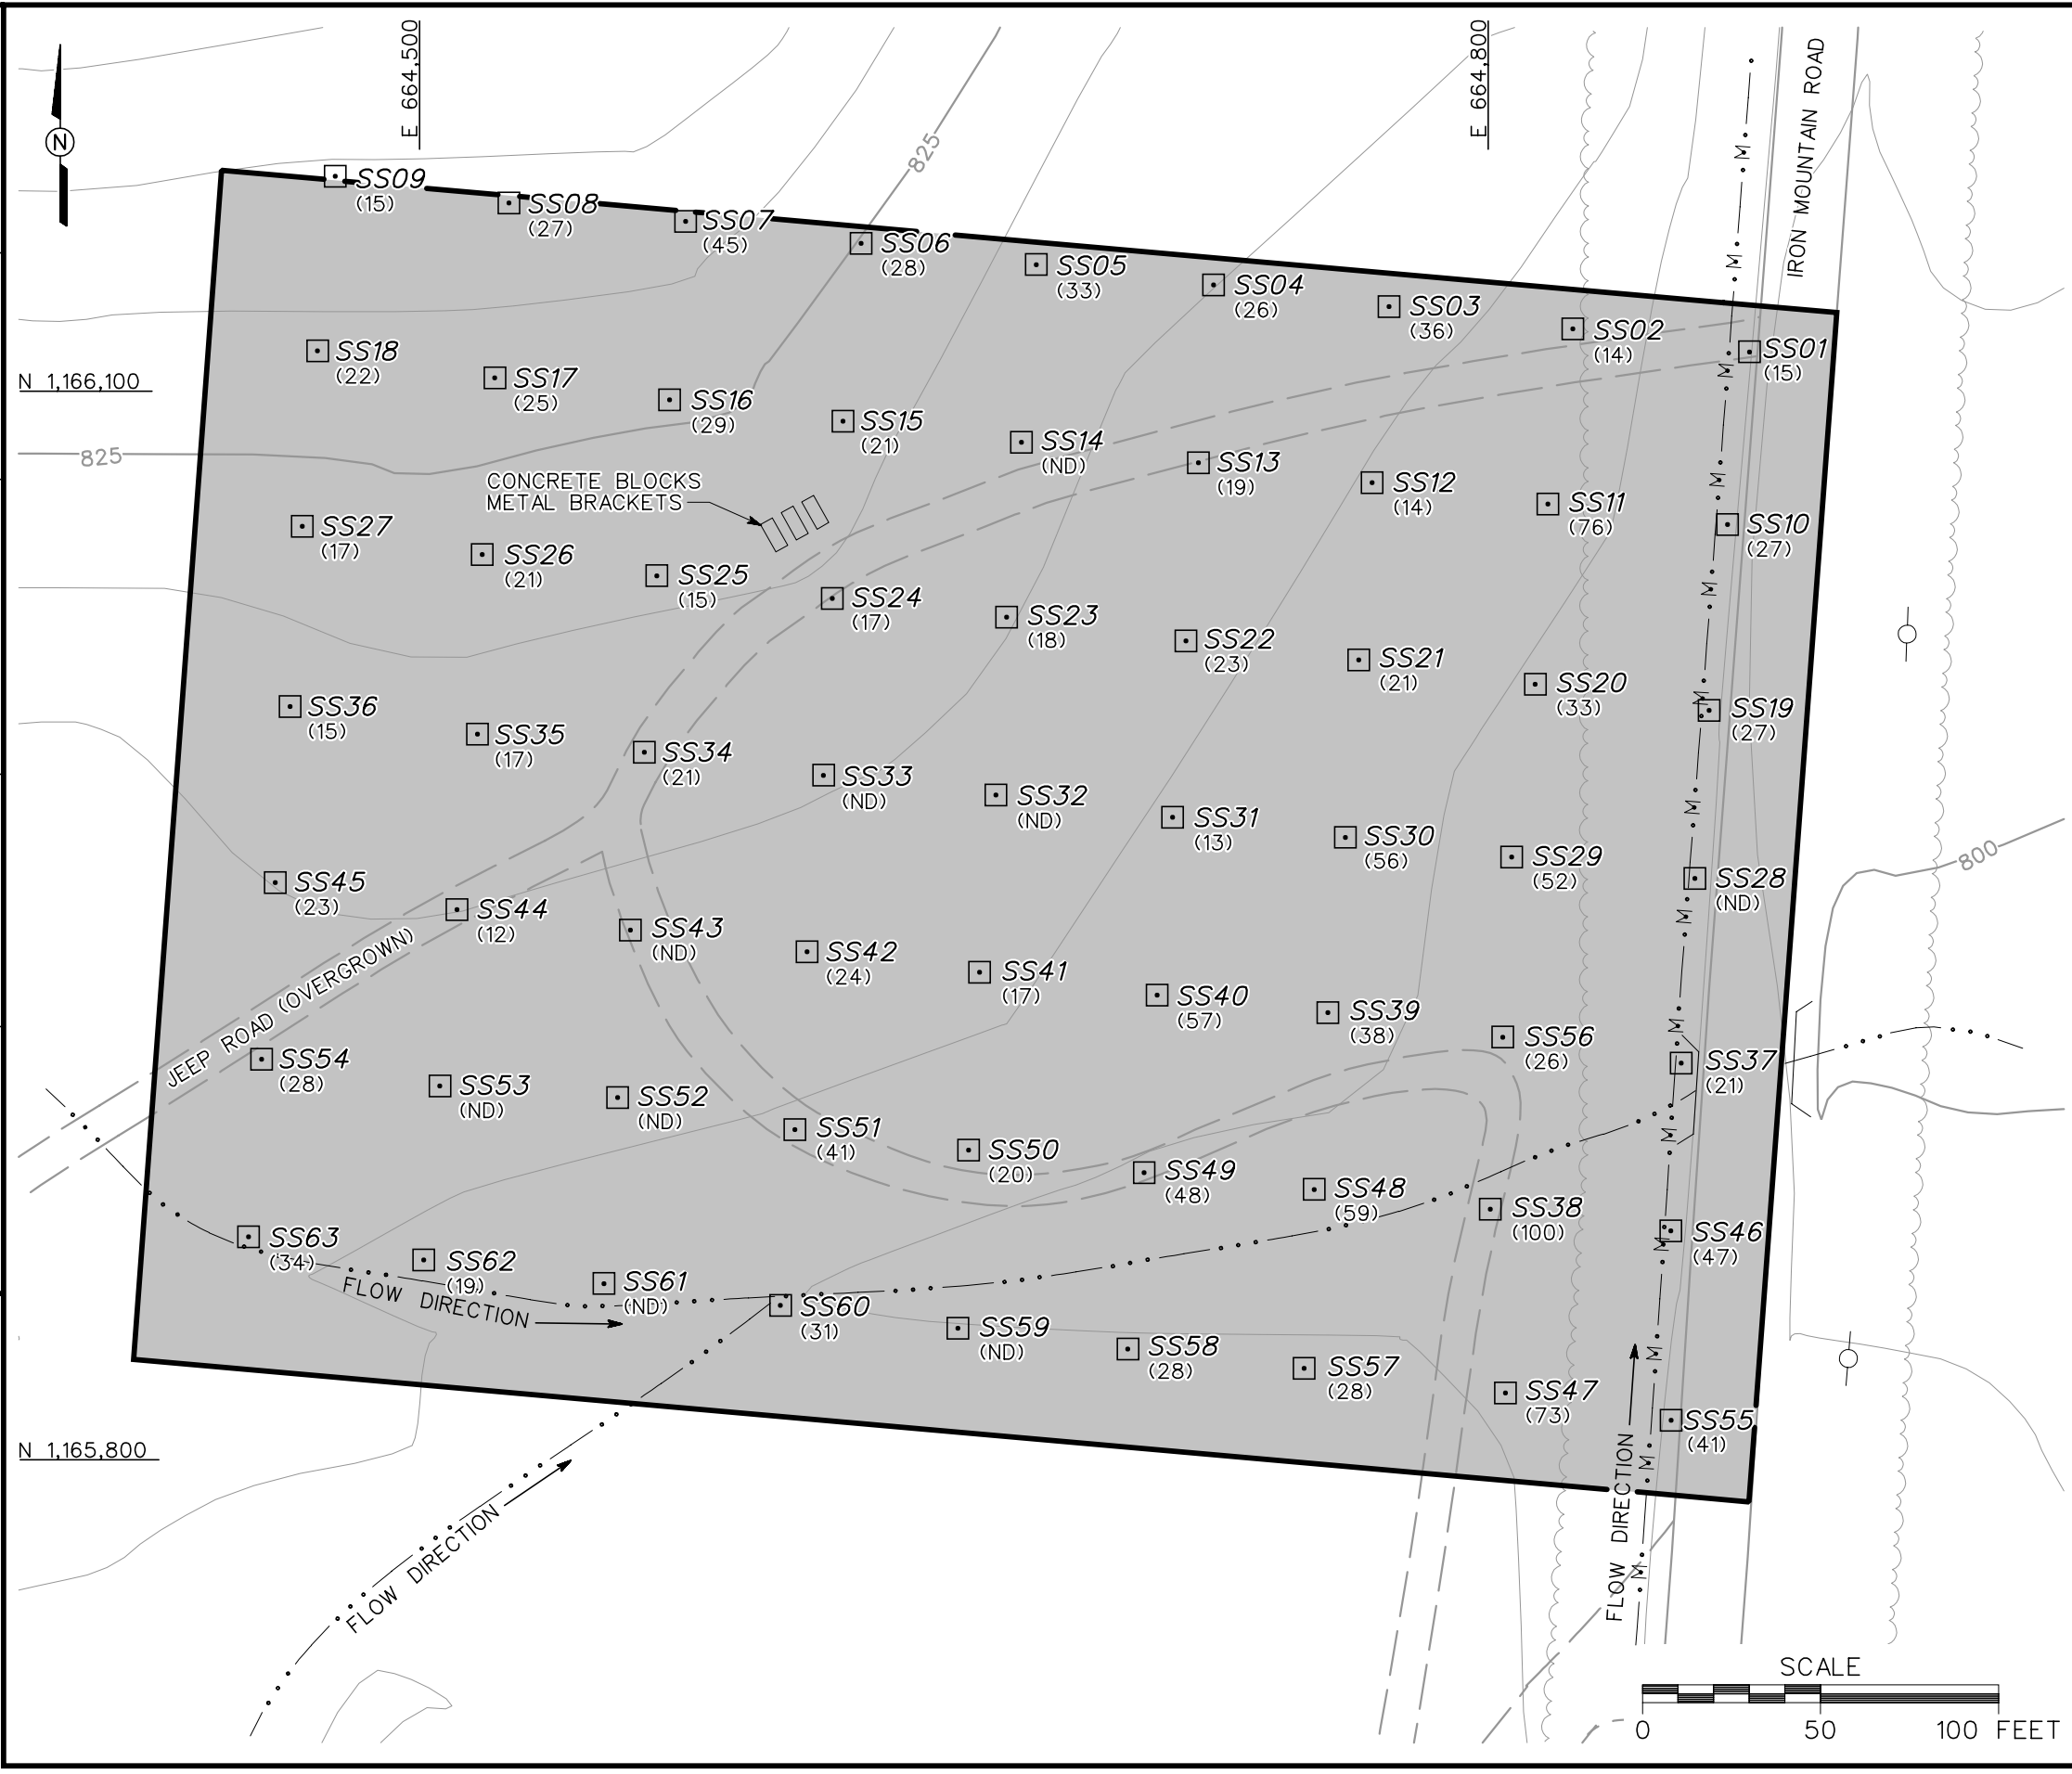 E 664,500
E 664,800
IRON MOUNTAIN ROAD
N
825
SS09
(15)
SS08
(27)
SS07
(45)
SS06
(28)
SS05
(33)
SS04
(26)
SS03
(36)
SS02
(14)
SS01
(15)
N 1,166,100
SS18
(22)
SS17
(25)
SS16
(29)
SS15
(21)
SS14
(ND)
SS13
(19)
SS12
(14)
SS11
(76)
SS10
(27)
825
CONCRETE BLOCKS
METAL BRACKETS
SS27
(17)
SS26
(21)
SS25
(15)
SS24
(17)
SS23
(18)
SS22
(23)
SS21
(21)
SS20
(33)
SS19
(27)
SS36
(15)
SS35
(17)
SS34
(21)
SS33
(ND)
SS32
(ND)
SS31
(13)
SS30
(56)
SS29
(52)
SS28
(ND)
800
SS45
(23)
SS44
(12)
SS43
(ND)
SS42
(24)
SS41
(17)
SS40
(57)
SS39
(38)
SS56
(26)
SS37
(21)
JEEP ROAD (OVERGROWN)
SS54
(28)
SS53
(ND)
SS52
(ND)
SS51
(41)
SS50
(20)
SS49
(48)
SS48
(59)
SS38
(100)
SS46
(47)
SS63
(34)
SS62
(19)
SS61
(ND)
SS60
(31)
SS59
(ND)
SS58
(28)
SS57
(28)
SS47
(73)
SS55
(41)
FLOW DIRECTION
N 1,165,800
FLOW DIRECTION
FLOW DIRECTION
M
M
M
M
M
M
M
M
M
M
M
M
M
M
SCALE
0 50 100 FEET